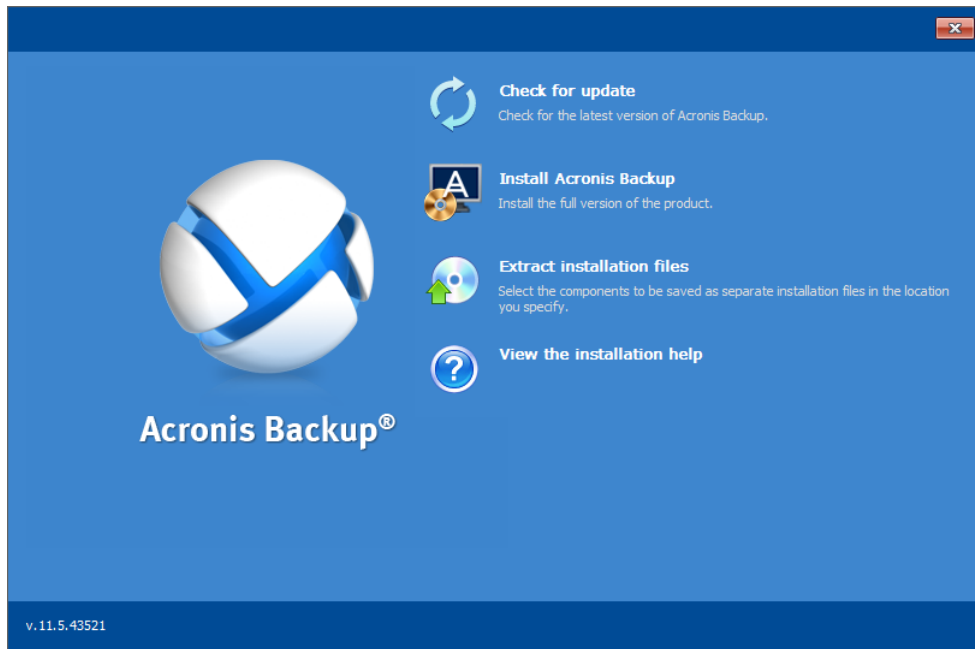 Check for update
Check for the latest version of Acronis Backup.
Install Acronis Backup
Install the full version of the product.
Extract installation files
Select the components to be saved as separate installation files in the location
you specify.
View the installation help
Acronis Backup®
v.11.5.43521